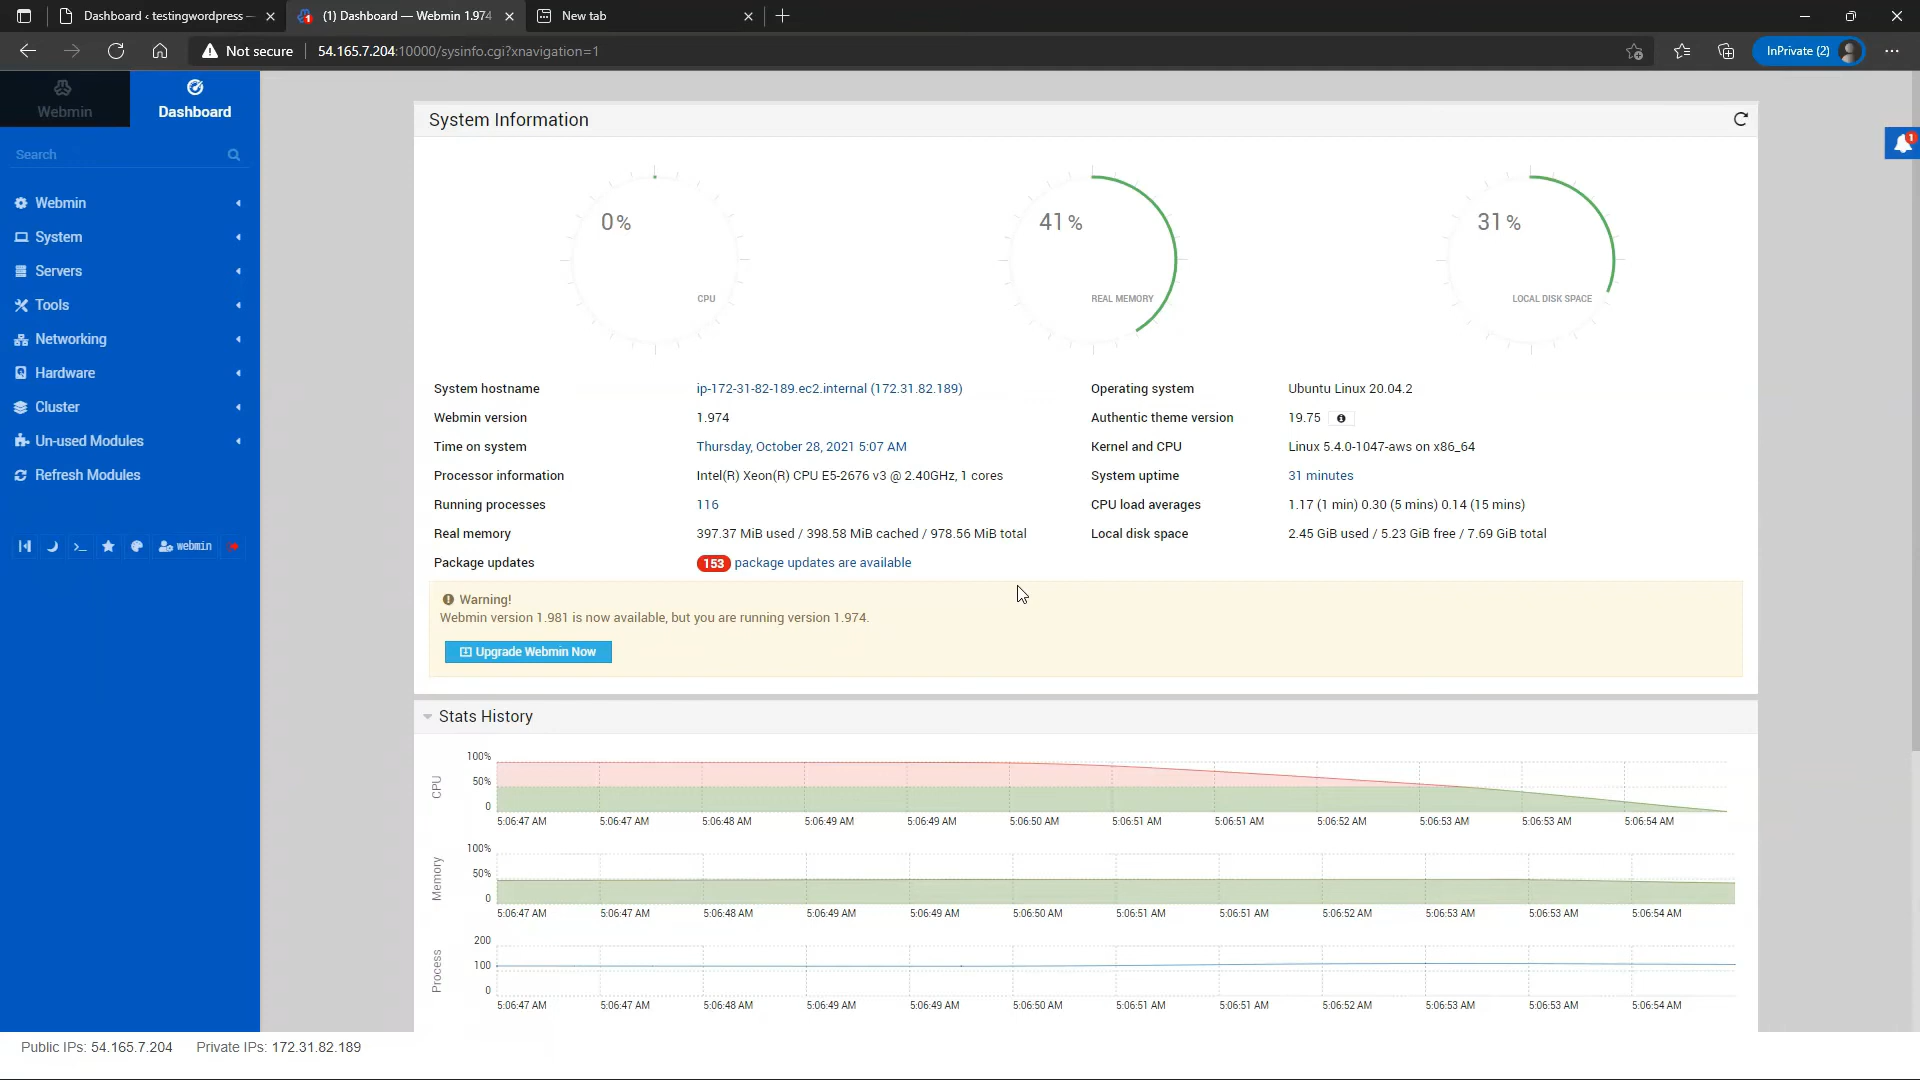 Dashboard ‹ testingwordpress —
(1) Dashboard — Webmin 1.974
New tab
Not secure
54.165.7.204:10000/sysinfo.cgi?xnavigation=1
InPrivate (2)
Webmin
Dashboard
Search
Webmin
System
Servers
Tools
Networking
Hardware
Cluster
Un-used Modules
Refresh Modules
webmin
1
System Information
0%
CPU
41%
REAL MEMORY
31%
LOCAL DISK SPACE
System hostname ip-172-31-82-189.ec2.internal (172.31.82.189) Operating system Ubuntu Linux 20.04.2
Webmin version 1.974 Authentic theme version 19.75
Time on system Thursday, October 28, 2021 5:07 AM Kernel and CPU Linux 5.4.0-1047-aws on x86_64
Processor information Intel(R) Xeon(R) CPU E5-2676 v3 @ 2.40GHz, 1 cores System uptime 31 minutes
Running processes 116 CPU load averages 1.17 (1 min) 0.30 (5 mins) 0.14 (15 mins)
Real memory 397.37 MiB used / 398.58 MiB cached / 978.56 MiB total Local disk space 2.45 GiB used / 5.23 GiB free / 7.69 GiB total
Package updates 153 package updates are available
Warning!
Webmin version 1.981 is now available, but you are running version 1.974.
Upgrade Webmin Now
Stats History
CPU
100%
50%
0
5:06:47 AM 5:06:47 AM 5:06:48 AM 5:06:49 AM 5:06:49 AM 5:06:50 AM 5:06:51 AM 5:06:51 AM 5:06:52 AM 5:06:53 AM 5:06:53 AM 5:06:54 AM
Memory
100%
50%
0
5:06:47 AM 5:06:47 AM 5:06:48 AM 5:06:49 AM 5:06:49 AM 5:06:50 AM 5:06:51 AM 5:06:51 AM 5:06:52 AM 5:06:53 AM 5:06:53 AM 5:06:54 AM
Process
200
100
0
5:06:47 AM 5:06:47 AM 5:06:48 AM 5:06:49 AM 5:06:49 AM 5:06:50 AM 5:06:51 AM 5:06:51 AM 5:06:52 AM 5:06:53 AM 5:06:53 AM 5:06:54 AM
Public IPs: 54.165.7.204 Private IPs: 172.31.82.189